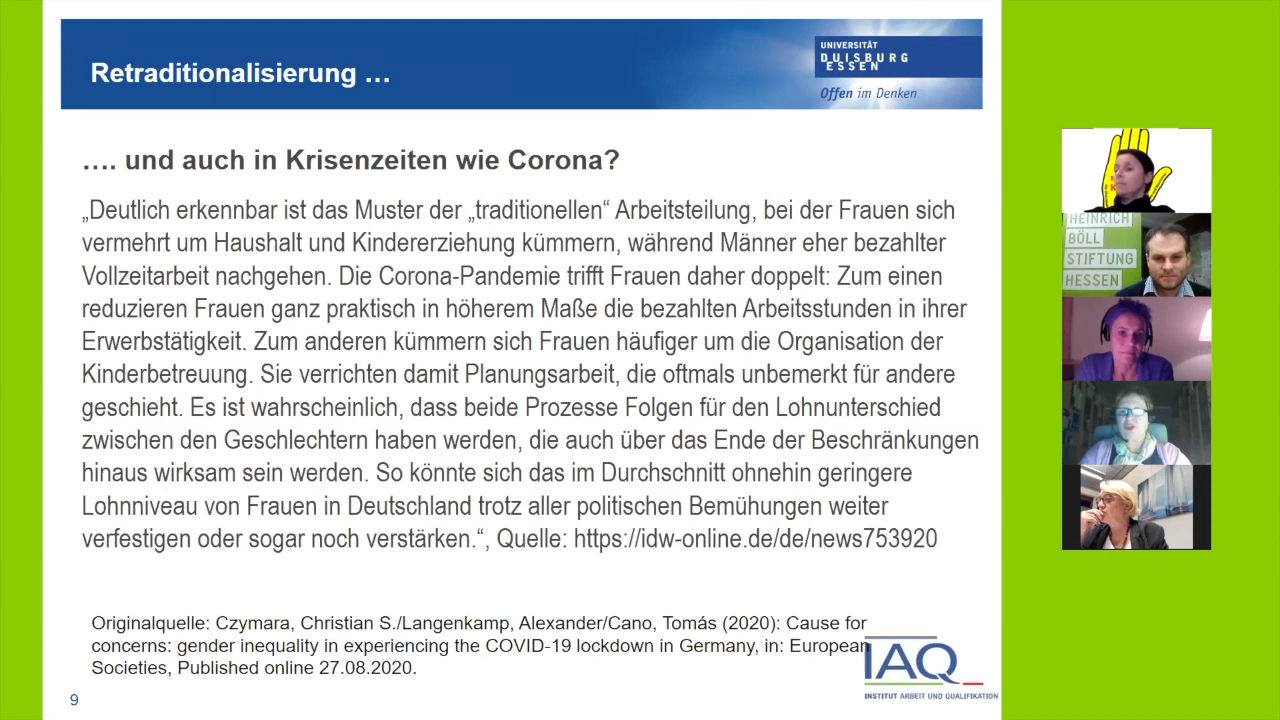 Retraditionalisierung …
UNIVERSITÄT
DUISBURG
ESSEN
Offen im Denken
…. und auch in Krisenzeiten wie Corona?
„Deutlich erkennbar ist das Muster der „traditionellen“ Arbeitsteilung, bei der Frauen sich
vermehrt um Haushalt und Kindererziehung kümmern, während Männer eher bezahlter
Vollzeitarbeit nachgehen. Die Corona-Pandemie trifft Frauen daher doppelt: Zum einen
reduzieren Frauen ganz praktisch in höherem Maße die bezahlten Arbeitsstunden in ihrer
Erwerbstätigkeit. Zum anderen kümmern sich Frauen häufiger um die Organisation der
Kinderbetreuung. Sie verrichten damit Planungsarbeit, die oftmals unbemerkt für andere
geschieht. Es ist wahrscheinlich, dass beide Prozesse Folgen für den Lohnunterschied
zwischen den Geschlechtern haben werden, die auch über das Ende der Beschränkungen
hinaus wirksam sein werden. So könnte sich das im Durchschnitt ohnehin geringere
Lohnniveau von Frauen in Deutschland trotz aller politischen Bemühungen weiter
verfestigen oder sogar noch verstärken.“, Quelle: https://idw-online.de/de/news753920
Originalquelle: Czymara, Christian S./Langenkamp, Alexander/Cano, Tomás (2020): Cause for
concerns: gender inequality in experiencing the COVID-19 lockdown in Germany, in: European
Societies, Published online 27.08.2020.
9
IAQ
INSTITUT ARBEIT UND QUALIFIKATION
HEINRICH
BÖLL
STIFTUNG
HESSEN